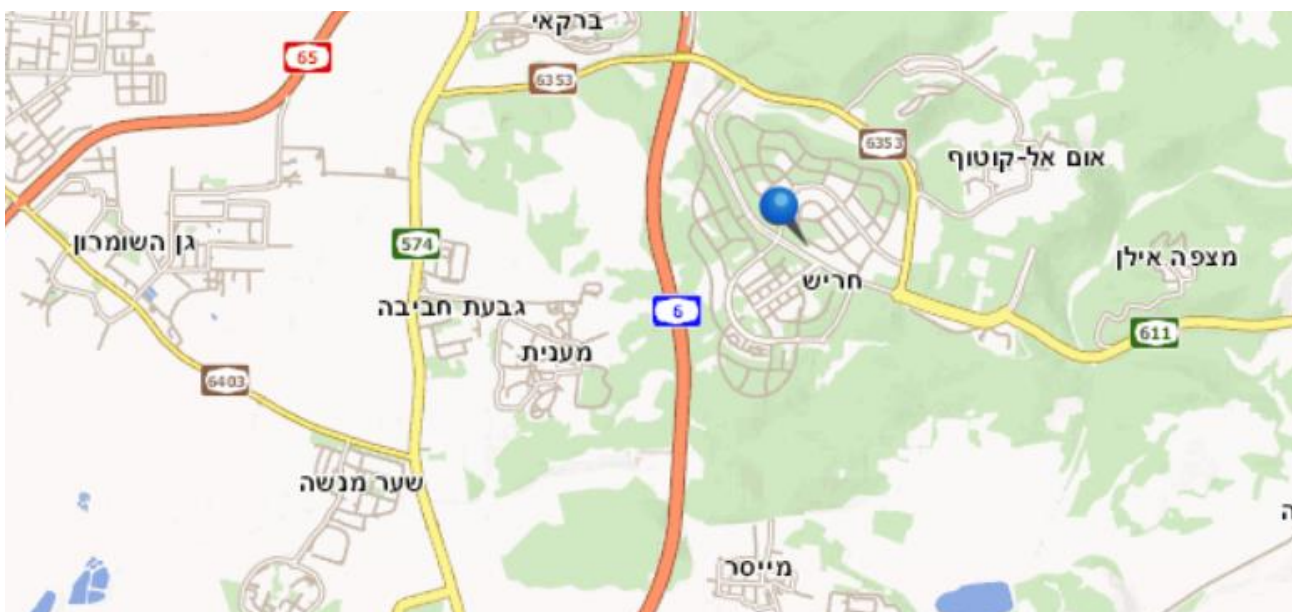 ברקאי
65
6353
6353
אום אל-קוטוף
גן השומרון
574
מצפה אילן
חריש
גבעת חביבה
6
611
מענית
6403
שער מנשה
ה
מייסר